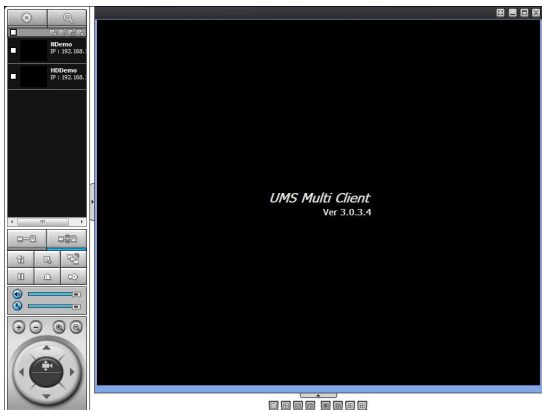 NDemo
IP : 192.168.
HDDemo
IP : 192.168.
UMS Multi Client
Ver 3.0.3.4